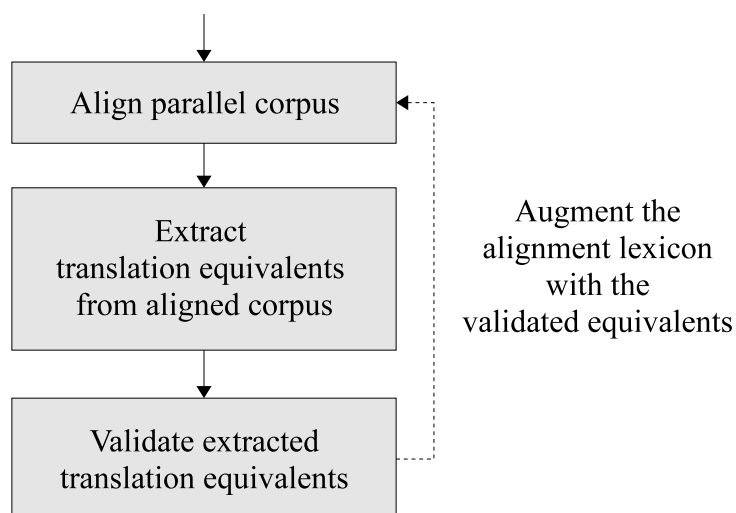 Align parallel corpus
Extract
translation equivalents
from aligned corpus
Augment the
alignment lexicon
with the
validated equivalents
Validate extracted
translation equivalents